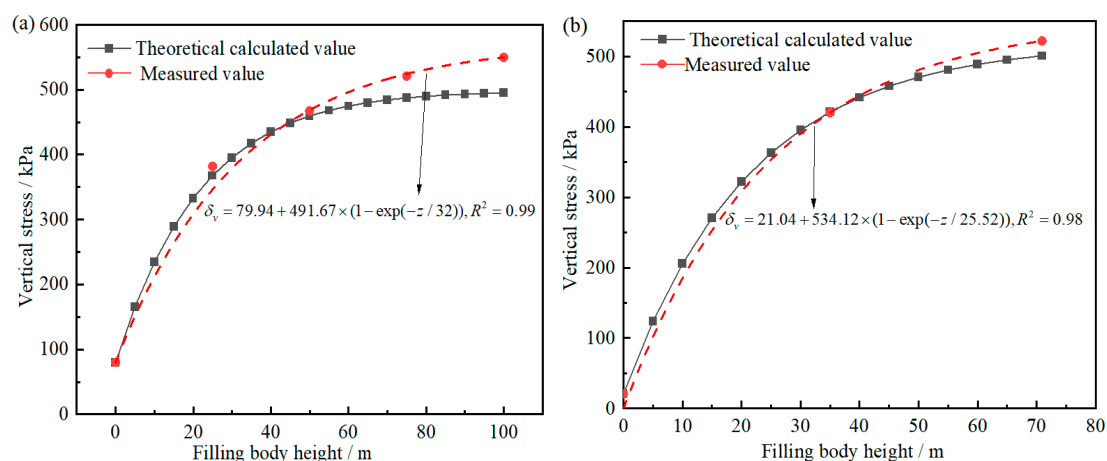 (a)
600
500
400
300
200
100
0
Vertical stress / kPa
Theoretical calculated value
Measured value
δᵥ = 79.94 + 491.67 × (1 − exp(−z / 32)), R² = 0.99
0 20 40 60 80 100
Filling body height / m
(b)
500
400
300
200
100
0
Vertical stress / kPa
Theoretical calculated value
Measured value
δᵥ = 21.04 + 534.12 × (1 − exp(−z / 25.52)), R² = 0.98
0 10 20 30 40 50 60 70 80
Filling body height / m